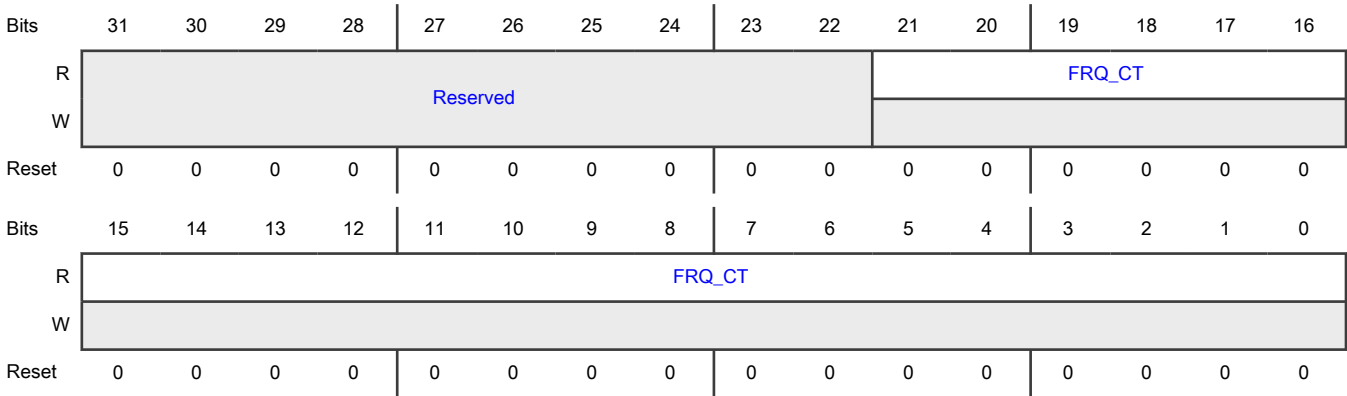 Bits 31 30 29 28 27 26 25 24 23 22 21 20 19 18 17 16
R Reserved FRQ_CT
W
Reset 0 0 0 0 0 0 0 0 0 0 0 0 0 0 0 0
Bits 15 14 13 12 11 10 9 8 7 6 5 4 3 2 1 0
R FRQ_CT
W
Reset 0 0 0 0 0 0 0 0 0 0 0 0 0 0 0 0